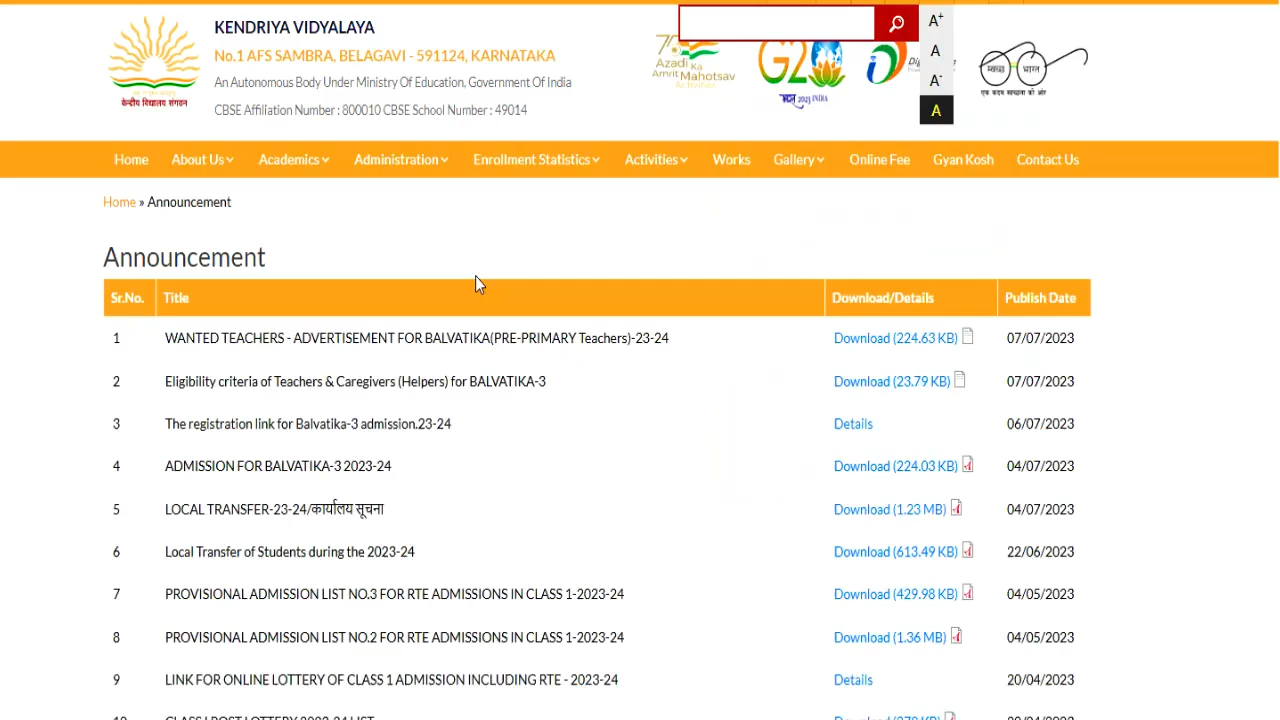 KENDRIYA VIDYALAYA
No.1 AFS SAMBRA, BELAGAVI - 591124, KARNATAKA
An Autonomous Body Under Ministry Of Education, Government Of India
CBSE Affiliation Number : 800010 CBSE School Number : 49014
केन्द्रीय विद्यालय संगठन
Azadi Ka
Amrit Mahotsav
G20
भारत 2023 INDIA
स्वच्छ भारत
एक कदम स्वच्छता की ओर
A+
A
A-
A
Home About Us Academics Administration Enrollment Statistics Activities Works Gallery Online Fee Gyan Kosh Contact Us
Home » Announcement
Announcement
Sr.No. Title Download/Details Publish Date
1 WANTED TEACHERS - ADVERTISEMENT FOR BALVATIKA(PRE-PRIMARY Teachers)-23-24 Download (224.63 KB) 07/07/2023
2 Eligibility criteria of Teachers & Caregivers (Helpers) for BALVATIKA-3 Download (23.79 KB) 07/07/2023
3 The registration link for Balvatika-3 admission.23-24 Details 06/07/2023
4 ADMISSION FOR BALVATIKA-3 2023-24 Download (224.03 KB) 04/07/2023
5 LOCAL TRANSFER-23-24/कार्यालय सूचना Download (1.23 MB) 04/07/2023
6 Local Transfer of Students during the 2023-24 Download (613.49 KB) 22/06/2023
7 PROVISIONAL ADMISSION LIST NO.3 FOR RTE ADMISSIONS IN CLASS 1-2023-24 Download (429.98 KB) 04/05/2023
8 PROVISIONAL ADMISSION LIST NO.2 FOR RTE ADMISSIONS IN CLASS 1-2023-24 Download (1.36 MB) 04/05/2023
9 LINK FOR ONLINE LOTTERY OF CLASS 1 ADMISSION INCLUDING RTE - 2023-24 Details 20/04/2023